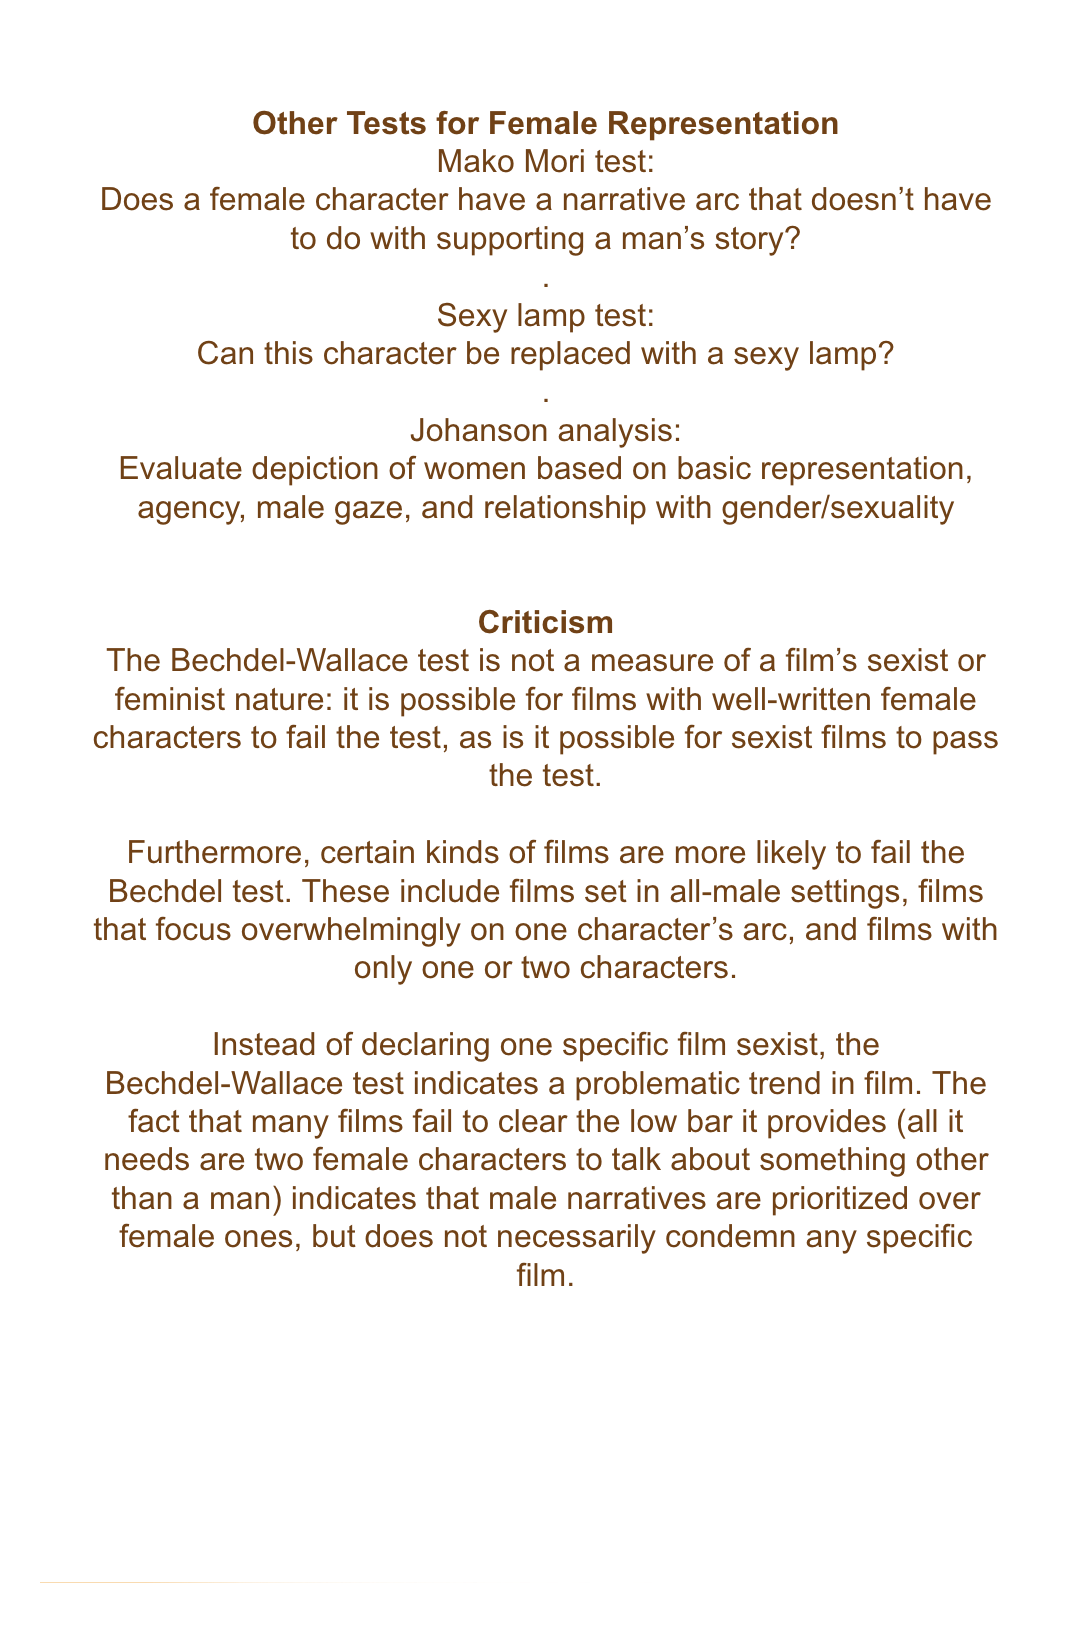 Other Tests for Female Representation
Mako Mori test:
Does a female character have a narrative arc that doesn’t have
to do with supporting a man’s story?
.
Sexy lamp test:
Can this character be replaced with a sexy lamp?
.
Johanson analysis:
Evaluate depiction of women based on basic representation,
agency, male gaze, and relationship with gender/sexuality
Criticism
The Bechdel-Wallace test is not a measure of a film’s sexist or
feminist nature: it is possible for films with well-written female
characters to fail the test, as is it possible for sexist films to pass
the test.
Furthermore, certain kinds of films are more likely to fail the
Bechdel test. These include films set in all-male settings, films
that focus overwhelmingly on one character’s arc, and films with
only one or two characters.
Instead of declaring one specific film sexist, the
Bechdel-Wallace test indicates a problematic trend in film. The
fact that many films fail to clear the low bar it provides (all it
needs are two female characters to talk about something other
than a man) indicates that male narratives are prioritized over
female ones, but does not necessarily condemn any specific
film.